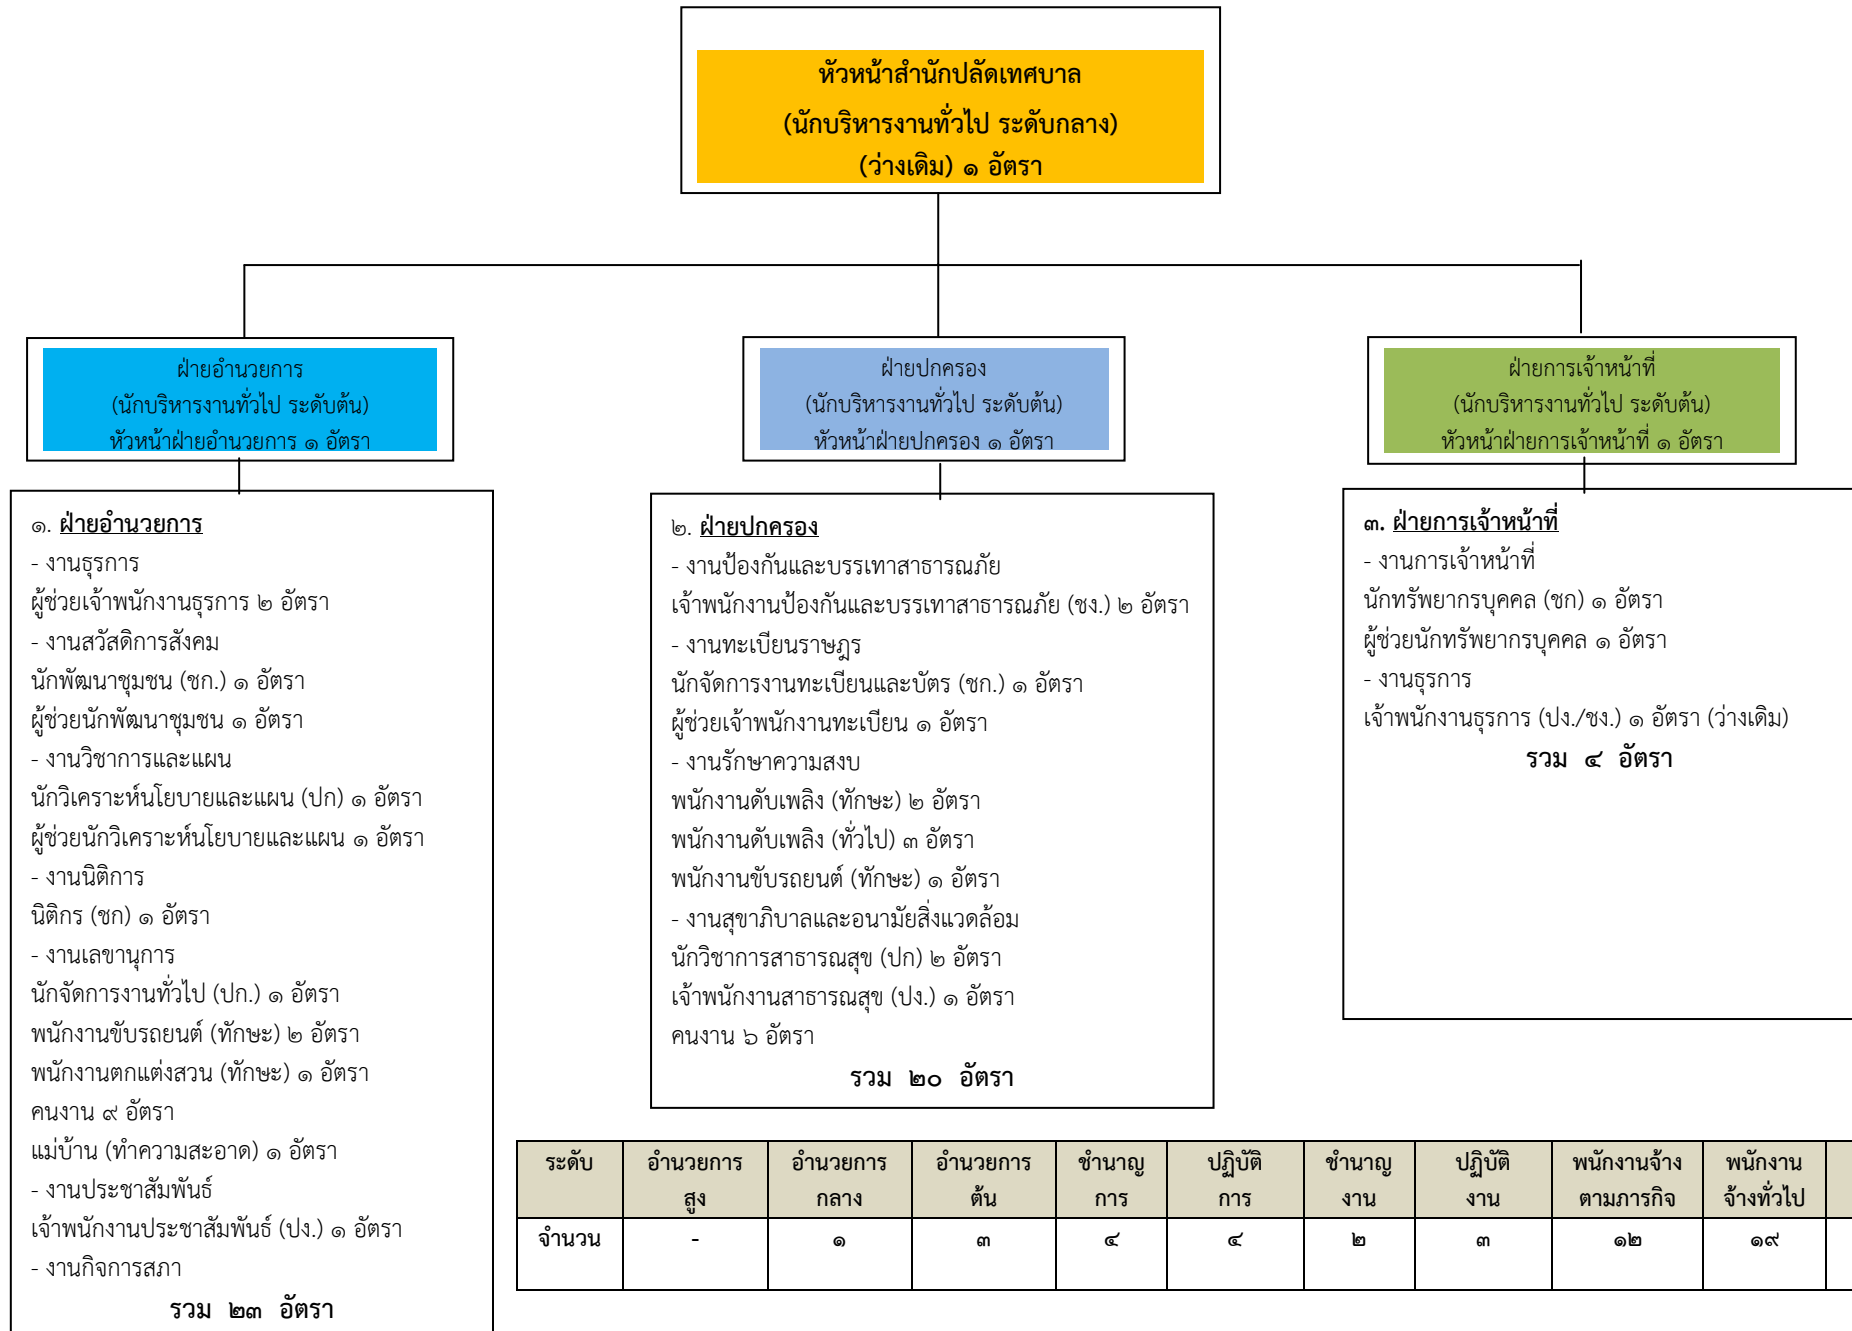 หัวหน้าสำนักปลัดเทศบาล
(นักบริหารงานทั่วไป ระดับกลาง)
(ว่างเดิม) ๑ อัตรา
ฝ่ายอำนวยการ
(นักบริหารงานทั่วไป ระดับต้น)
หัวหน้าฝ่ายอำนวยการ ๑ อัตรา
ฝ่ายปกครอง
(นักบริหารงานทั่วไป ระดับต้น)
หัวหน้าฝ่ายปกครอง ๑ อัตรา
ฝ่ายการเจ้าหน้าที่
(นักบริหารงานทั่วไป ระดับต้น)
หัวหน้าฝ่ายการเจ้าหน้าที่ ๑ อัตรา
๑. ฝ่ายอำนวยการ
- งานธุรการ
ผู้ช่วยเจ้าพนักงานธุรการ ๒ อัตรา
- งานสวัสดิการสังคม
นักพัฒนาชุมชน (ชก.) ๑ อัตรา
ผู้ช่วยนักพัฒนาชุมชน ๑ อัตรา
- งานวิชาการและแผน
นักวิเคราะห์นโยบายและแผน (ปก) ๑ อัตรา
ผู้ช่วยนักวิเคราะห์นโยบายและแผน ๑ อัตรา
- งานนิติการ
นิติกร (ชก) ๑ อัตรา
- งานเลขานุการ
นักจัดการงานทั่วไป (ปก.) ๑ อัตรา
พนักงานขับรถยนต์ (ทักษะ) ๒ อัตรา
พนักงานตกแต่งสวน (ทักษะ) ๑ อัตรา
คนงาน ๙ อัตรา
แม่บ้าน (ทำความสะอาด) ๑ อัตรา
- งานประชาสัมพันธ์
เจ้าพนักงานประชาสัมพันธ์ (ปง.) ๑ อัตรา
- งานกิจการสภา
รวม ๒๓ อัตรา
๒. ฝ่ายปกครอง
- งานป้องกันและบรรเทาสาธารณภัย
เจ้าพนักงานป้องกันและบรรเทาสาธารณภัย (ชง.) ๒ อัตรา
- งานทะเบียนราษฎร
นักจัดการงานทะเบียนและบัตร (ชก.) ๑ อัตรา
ผู้ช่วยเจ้าพนักงานทะเบียน ๑ อัตรา
- งานรักษาความสงบ
พนักงานดับเพลิง (ทักษะ) ๒ อัตรา
พนักงานดับเพลิง (ทั่วไป) ๓ อัตรา
พนักงานขับรถยนต์ (ทักษะ) ๑ อัตรา
- งานสุขาภิบาลและอนามัยสิ่งแวดล้อม
นักวิชาการสาธารณสุข (ปก) ๒ อัตรา
เจ้าพนักงานสาธารณสุข (ปง.) ๑ อัตรา
คนงาน ๖ อัตรา
รวม ๒๐ อัตรา
๓. ฝ่ายการเจ้าหน้าที่
- งานการเจ้าหน้าที่
นักทรัพยากรบุคคล (ชก) ๑ อัตรา
ผู้ช่วยนักทรัพยากรบุคคล ๑ อัตรา
- งานธุรการ
เจ้าพนักงานธุรการ (ปง./ชง.) ๑ อัตรา (ว่างเดิม)
รวม ๔ อัตรา
ระดับ อำนวยการ อำนวยการ อำนวยการ ชำนาญ ปฏิบัติ ชำนาญ ปฏิบัติ พนักงานจ้าง พนักงาน
สูง กลาง ต้น การ การ งาน งาน ตามภารกิจ จ้างทั่วไป
จำนวน - ๑ ๓ ๔ ๔ ๒ ๓ ๑๒ ๑๙